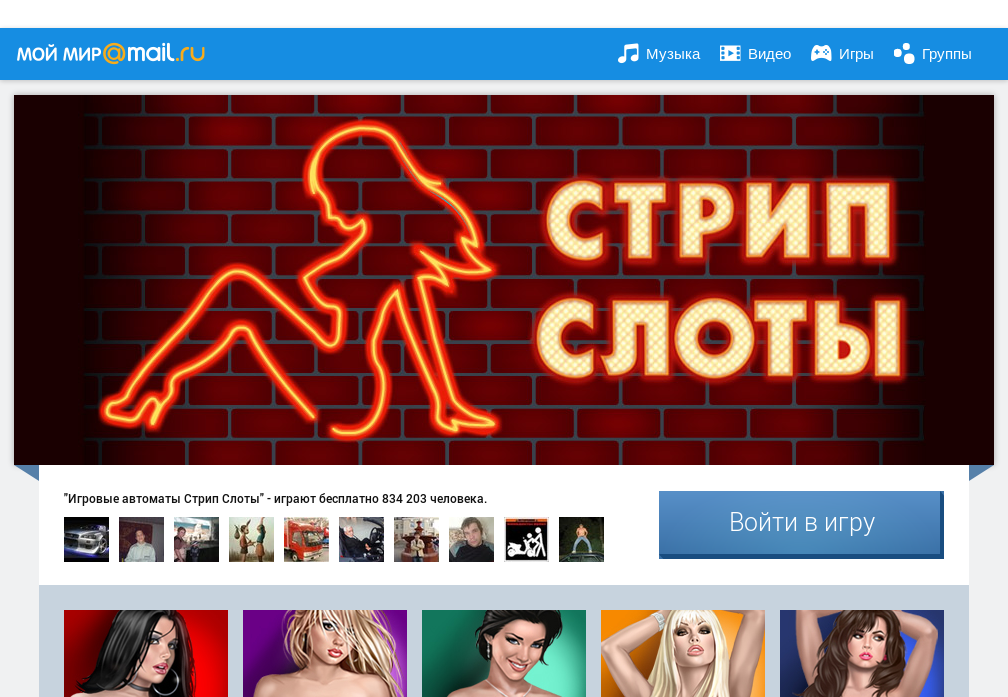 мой мир@mail.ru
Музыка Видео Игры Группы
СТРИП
СЛОТЫ
"Игровые автоматы Стрип Слоты" - играют бесплатно 834 203 человека.
Войти в игру